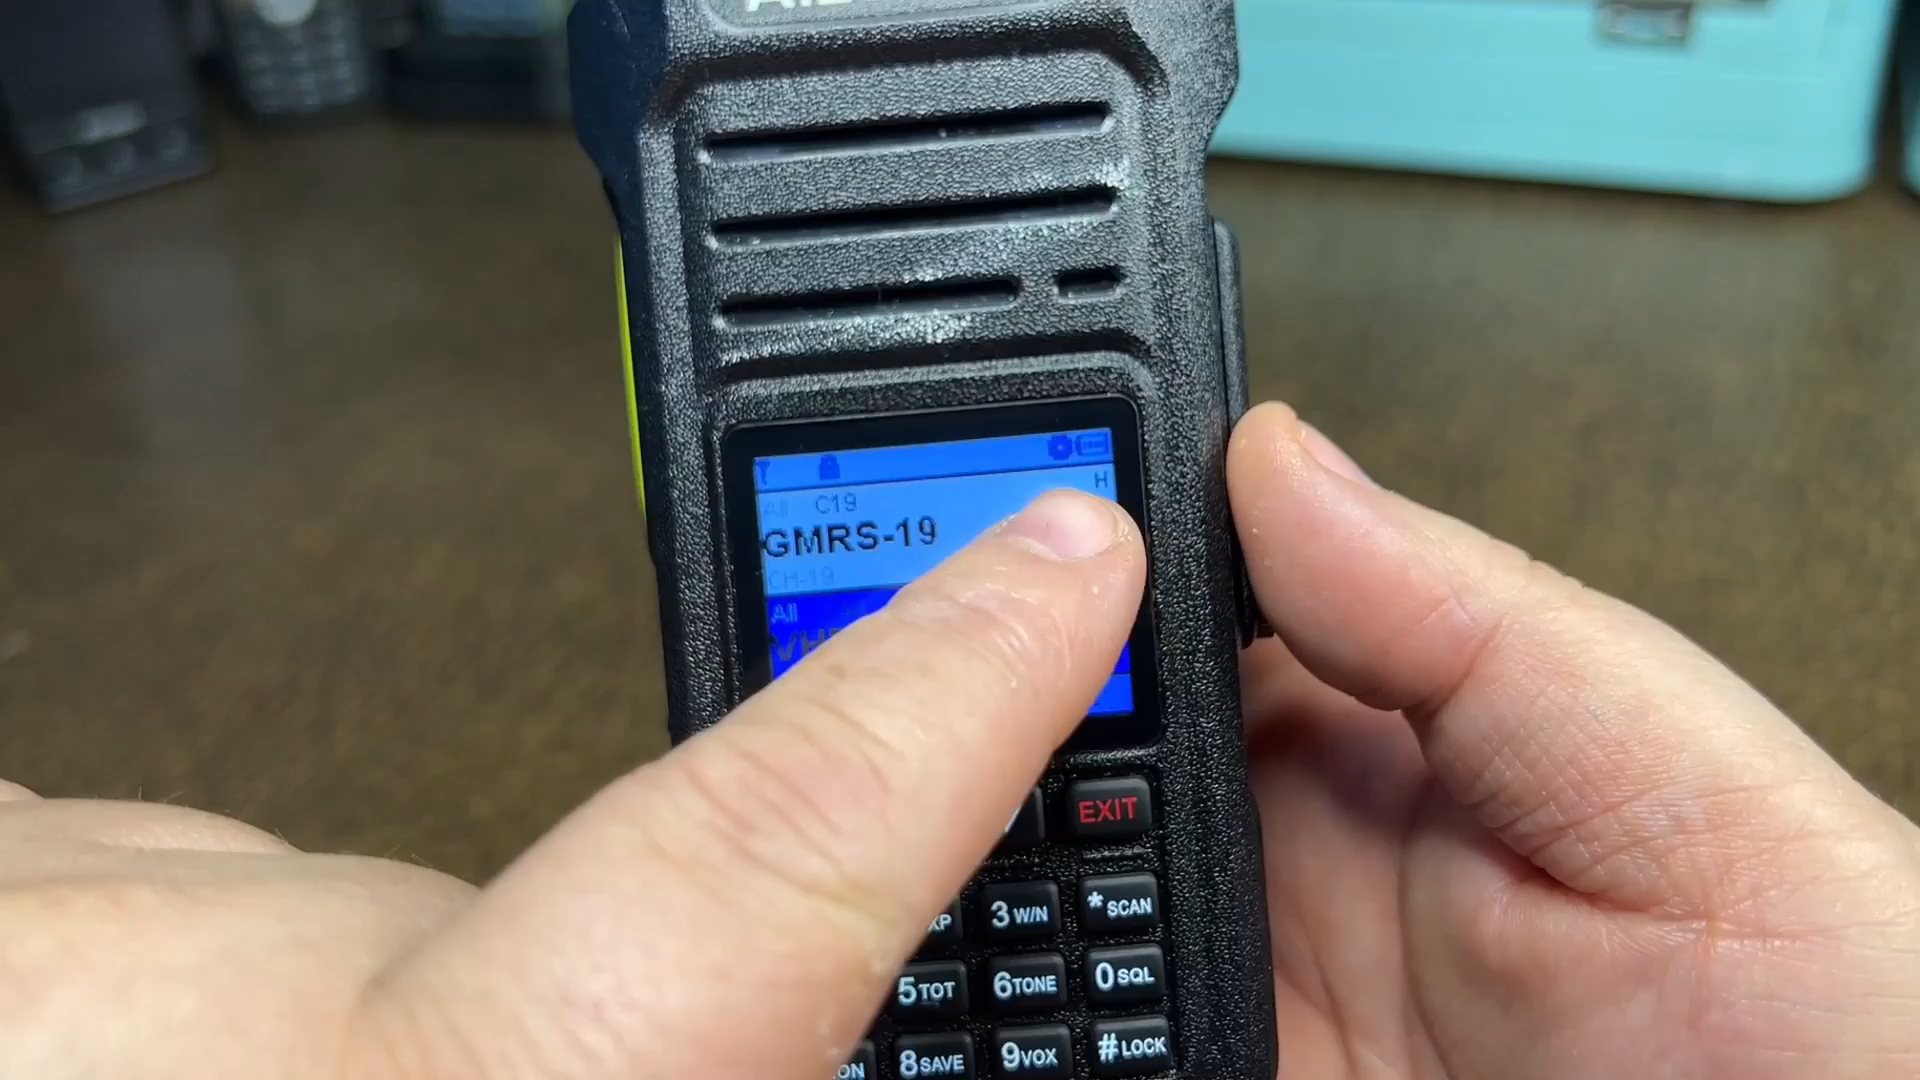 H
All C19
GMRS-19
CH-19
All
EXIT
3 W/N
* SCAN
5 TOT
6 TONE
0 SQL
8 SAVE
9 VOX
# LOCK